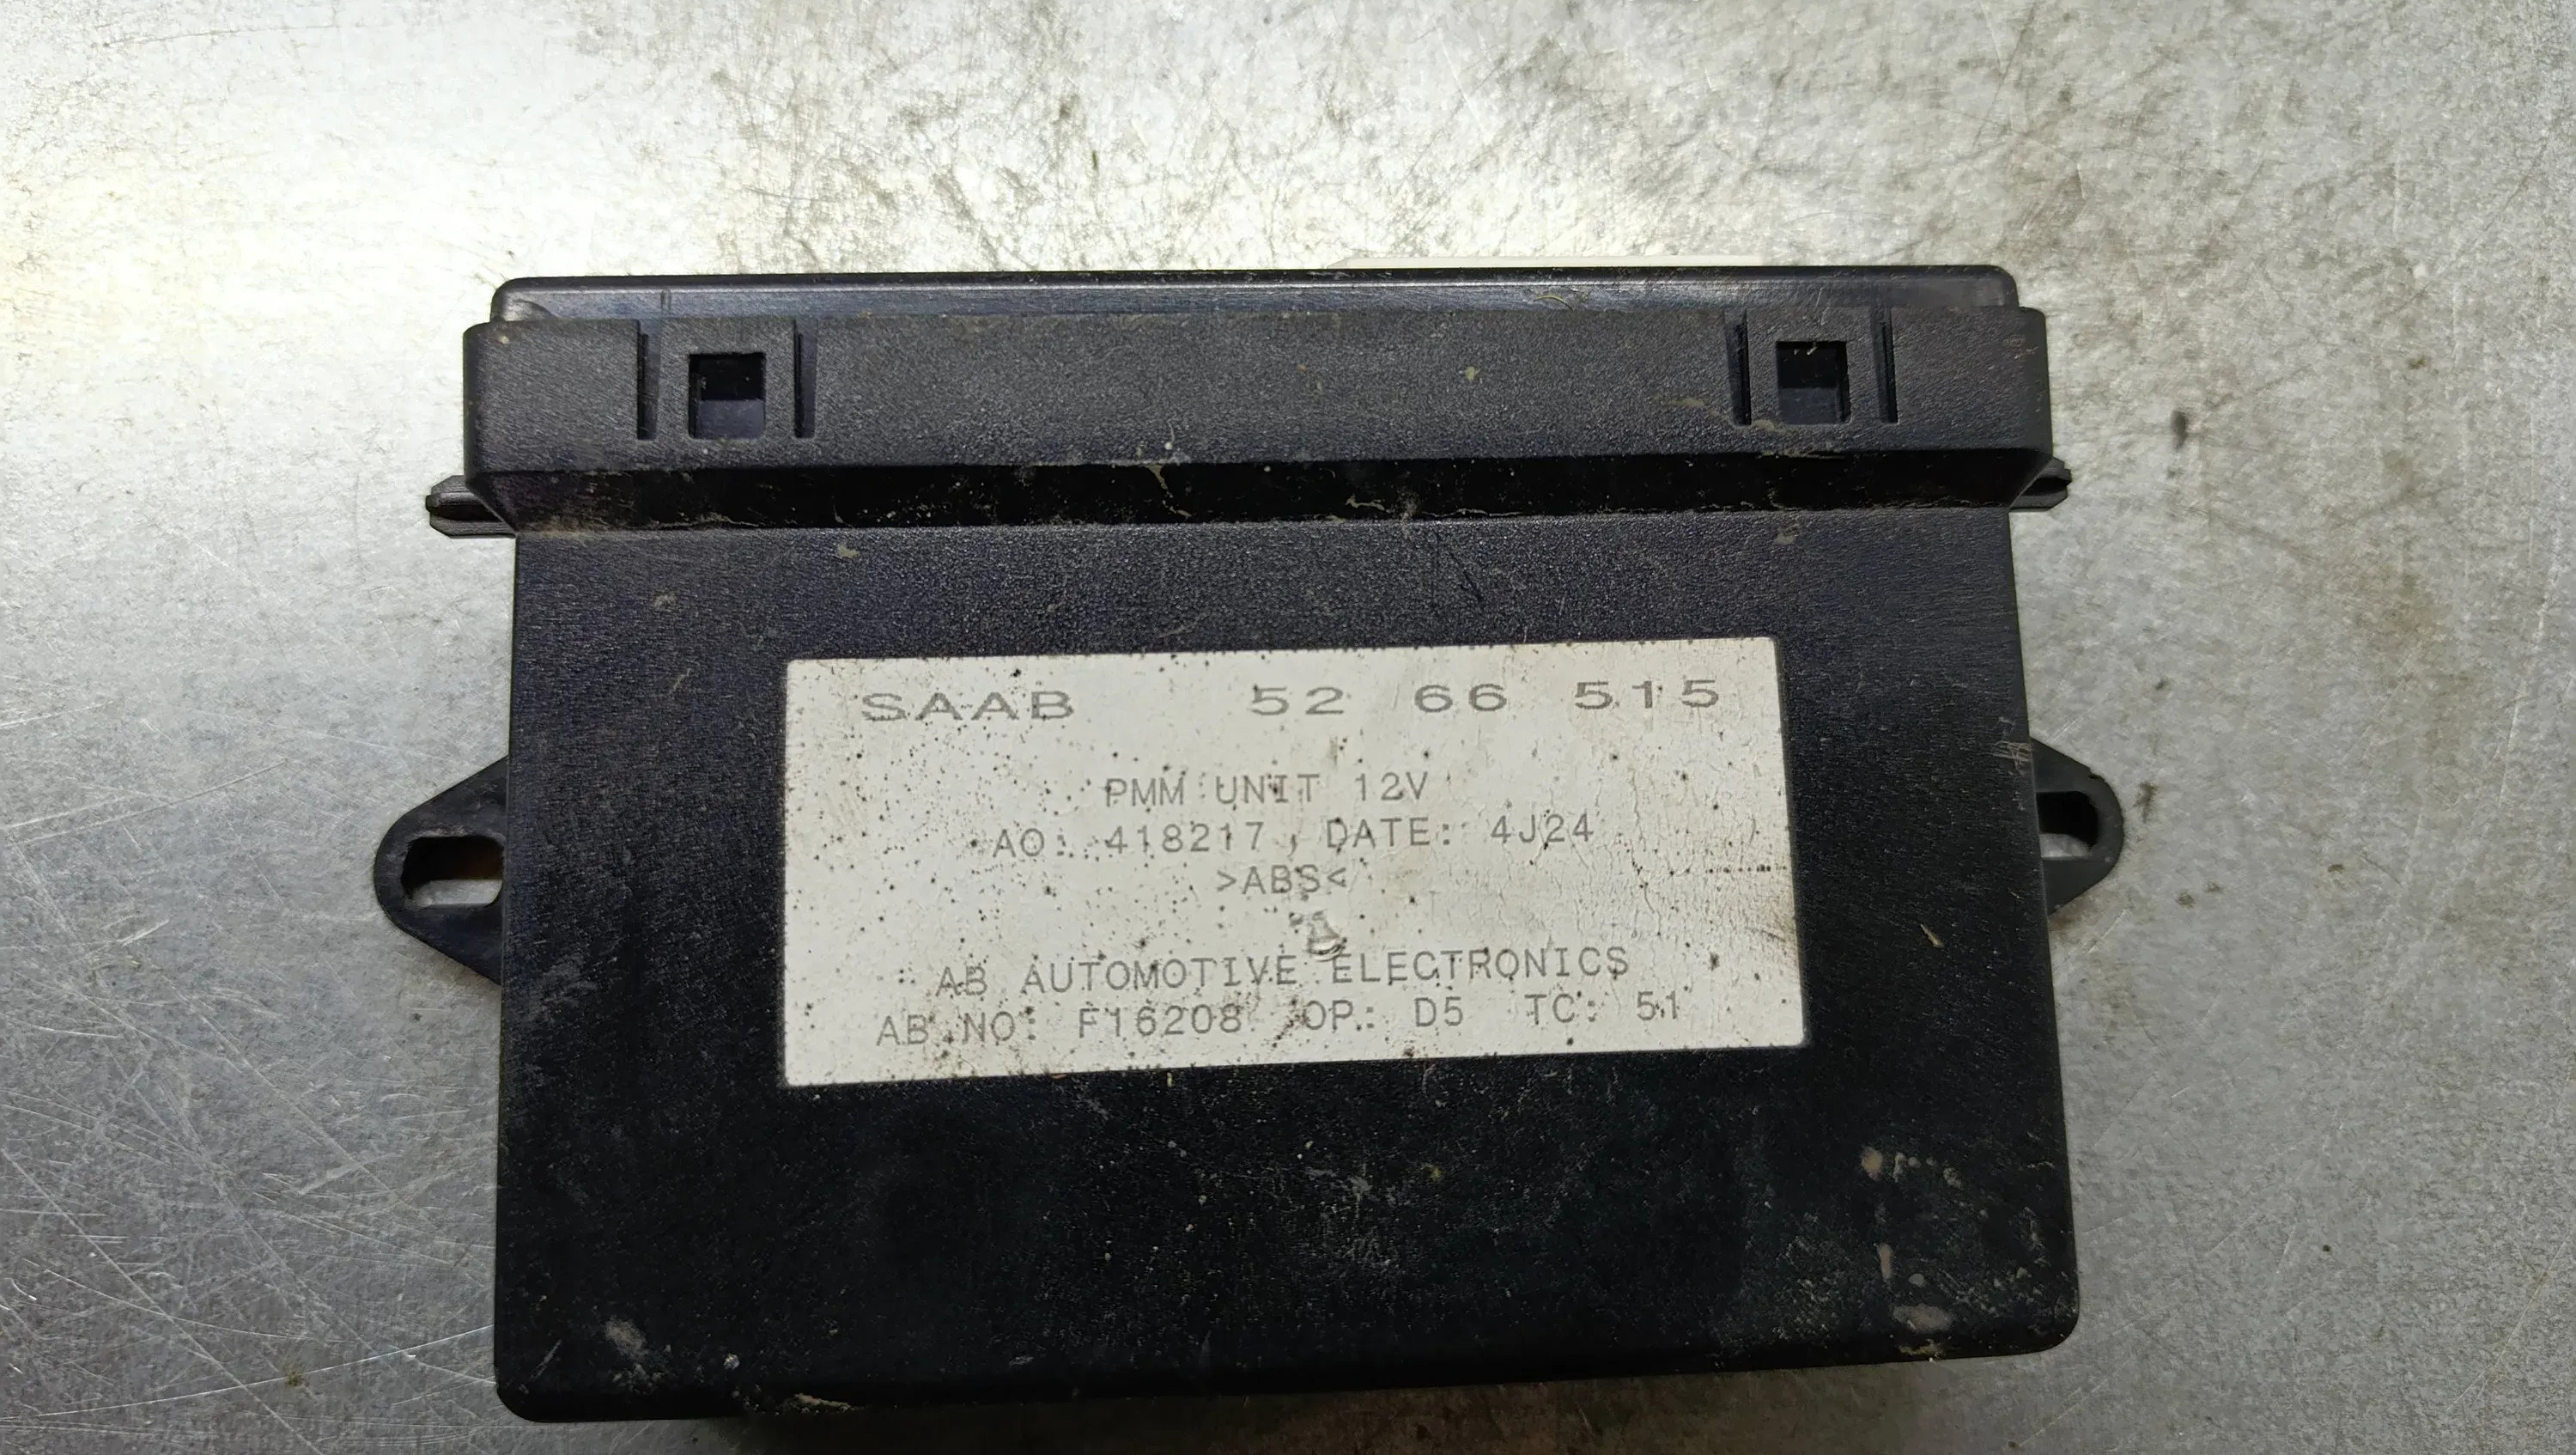 SAAB 52 66 515
PMM UNIT 12V
AO: 418217, DATE: 4J24
>ABS<
AB AUTOMOTIVE ELECTRONICS
AB NO: F16208 OP: D5 TC: 51